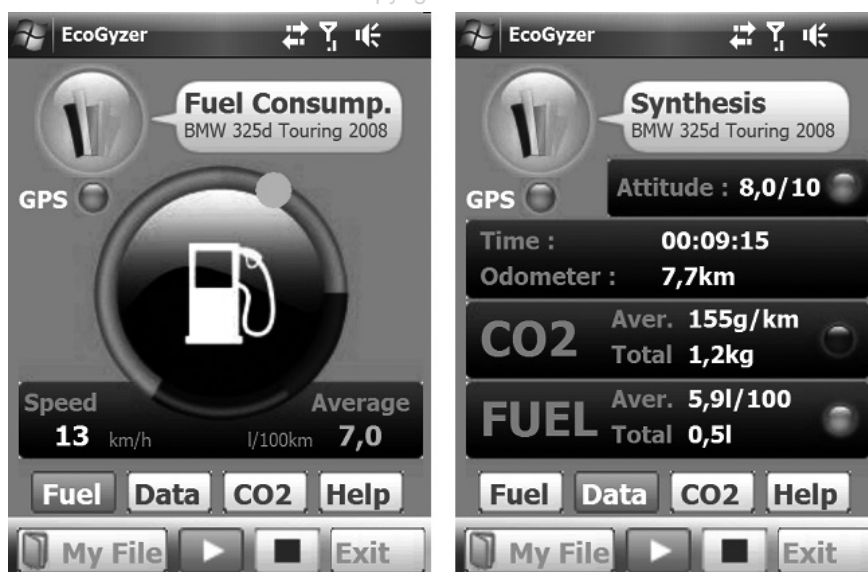 EcoGyzer
Fuel Consump.
BMW 325d Touring 2008
GPS
Speed
13 km/h
Average
l/100km 7,0
Fuel Data CO2 Help
My File Exit
EcoGyzer
Synthesis
BMW 325d Touring 2008
GPS
Attitude : 8,0/10
Time : 00:09:15
Odometer : 7,7km
CO2
Aver. 155g/km
Total 1,2kg
FUEL
Aver. 5,9l/100
Total 0,5l
Fuel Data CO2 Help
My File Exit